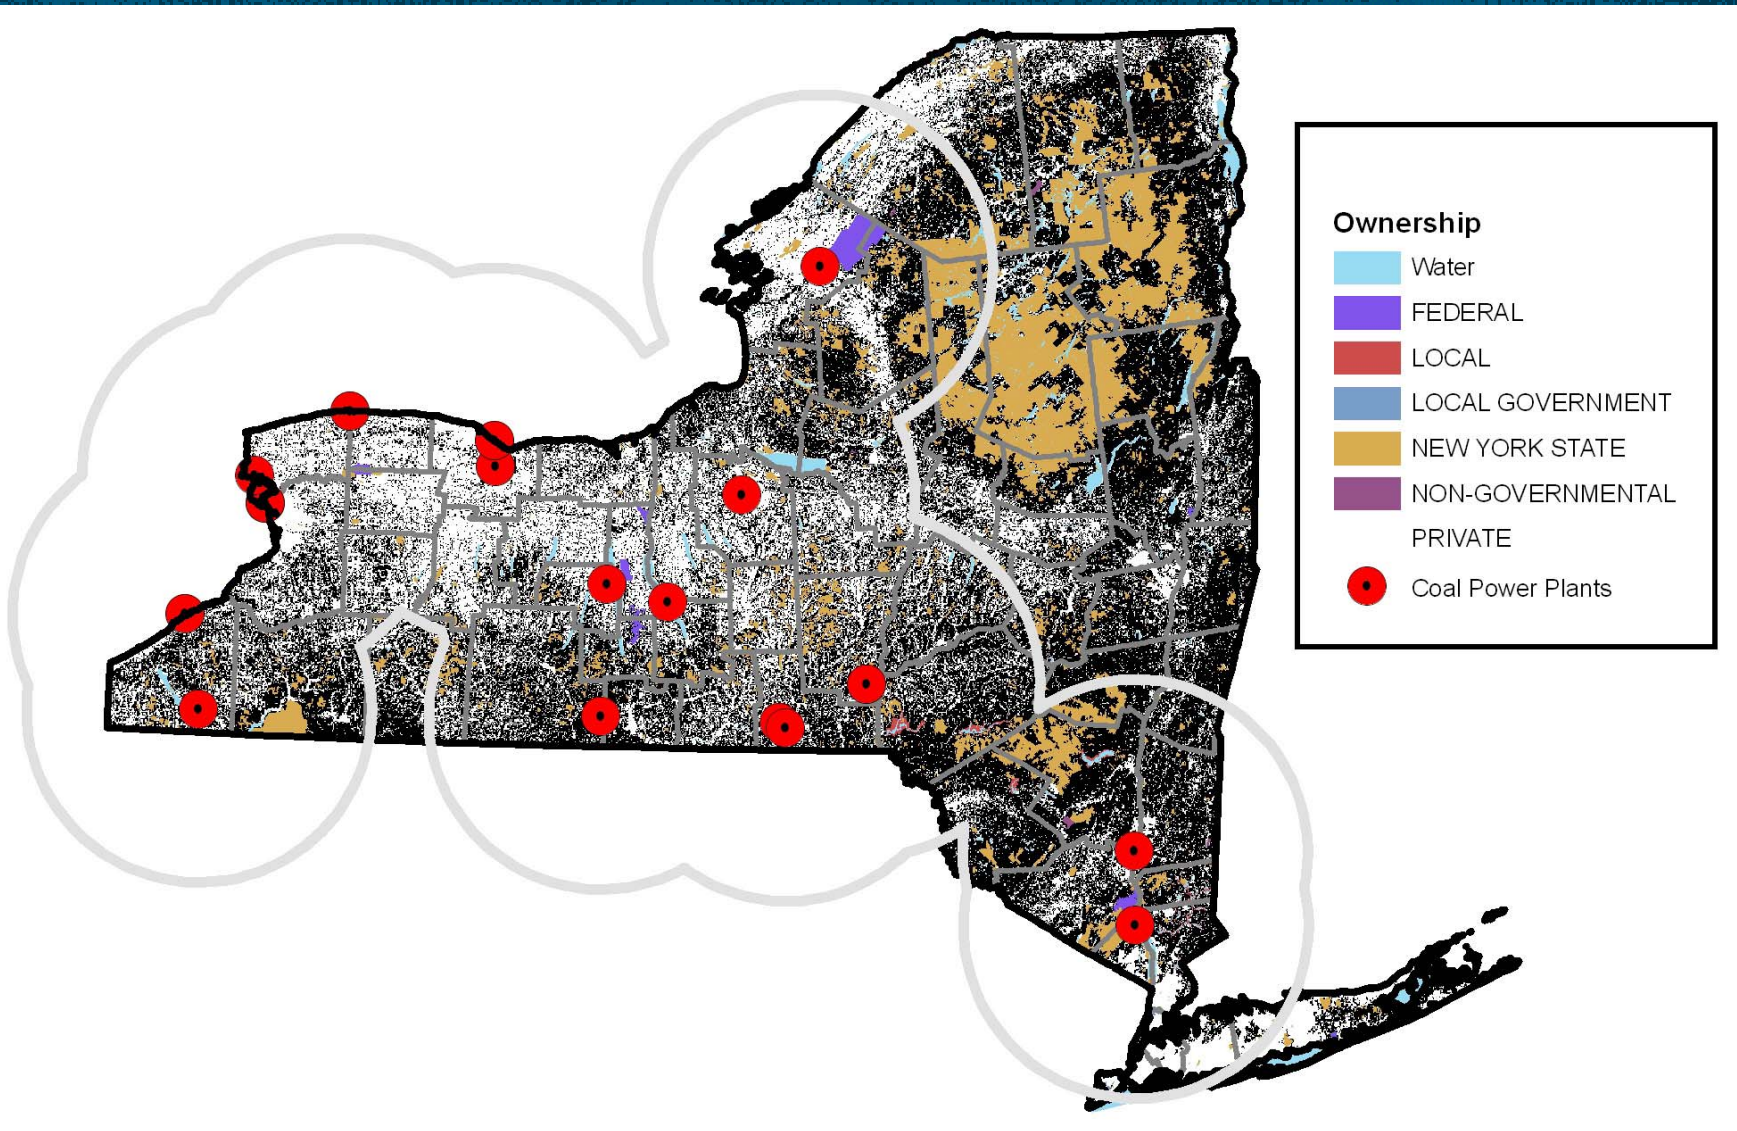 Ownership
Water
FEDERAL
LOCAL
LOCAL GOVERNMENT
NEW YORK STATE
NON-GOVERNMENTAL
PRIVATE
Coal Power Plants